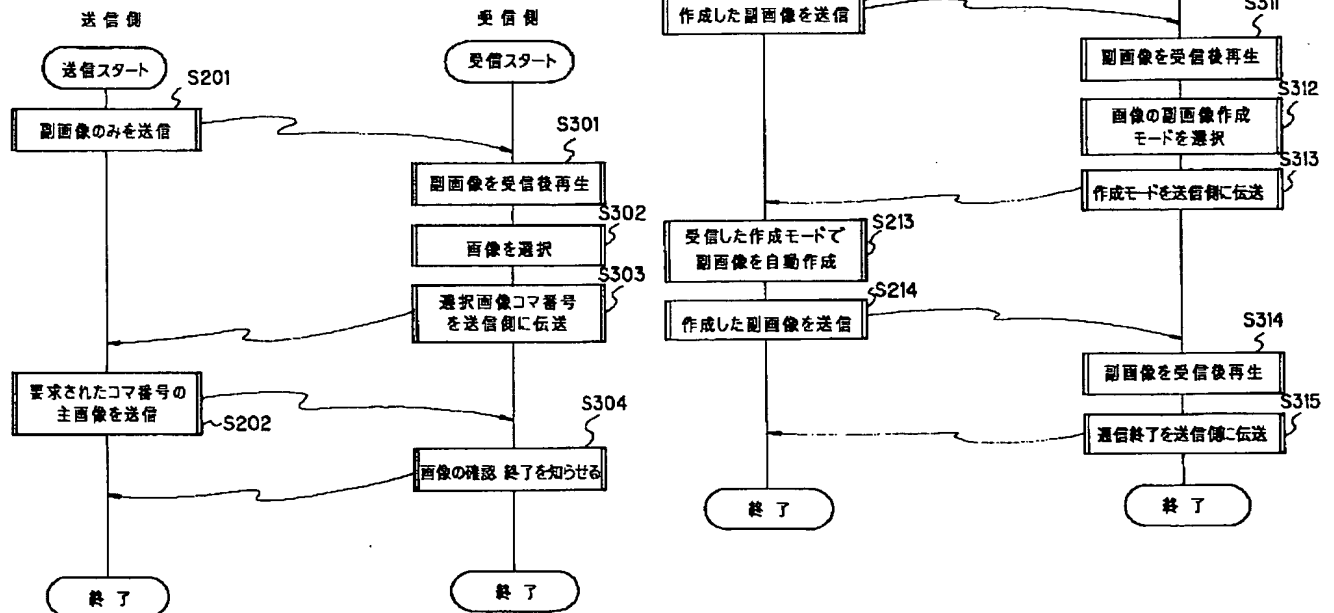 送信側
受信側
送信スタート
受信スタート
S201
副画像のみを送信
S301
副画像を受信後再生
S302
画像を選択
S303
選択画像コマ番号
を送信側に伝送
要求されたコマ番号の
主画像を送信
S202
S304
画像の確認 終了を知らせる
終了
終了
作成した副画像を送信
S311
副画像を受信後再生
S312
画像の副画像作成
モードを選択
S313
作成モードを送信側に伝送
受信した作成モードで
副画像を自動作成
S213
S214
作成した副画像を送信
S314
副画像を受信後再生
S315
通信終了を送信側に伝送
終了
終了